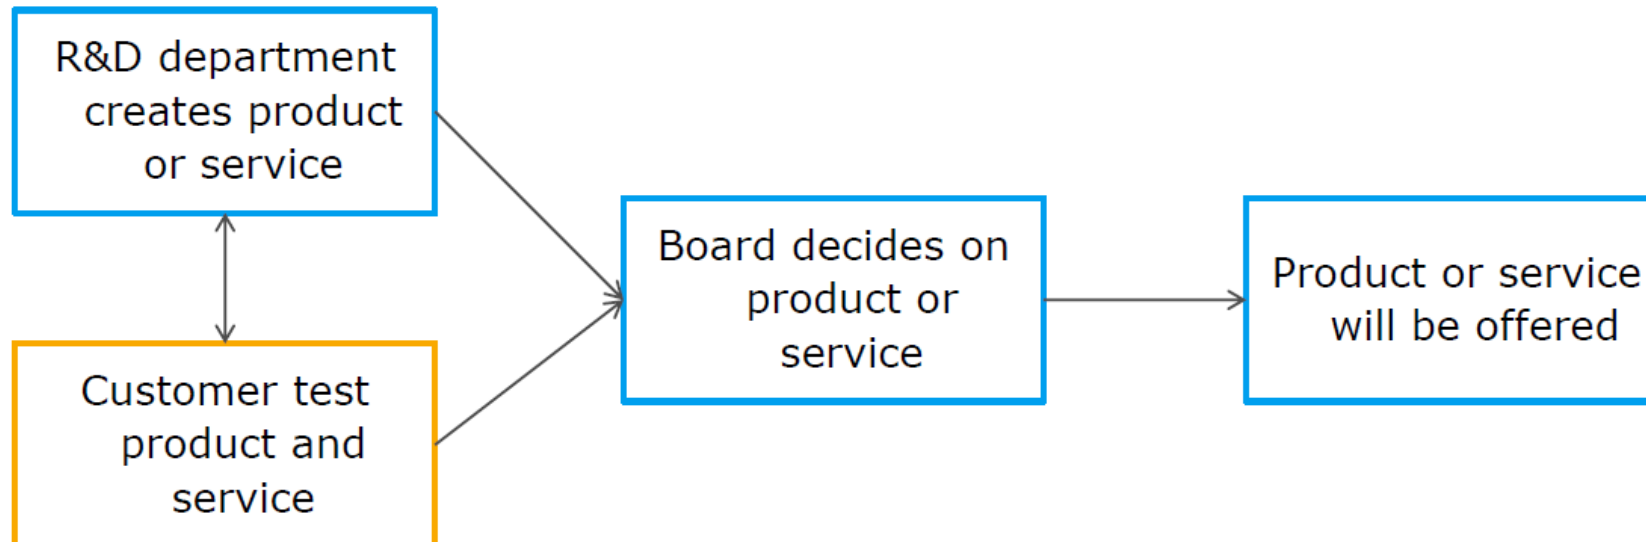 R&D department
creates product
or service
Customer test
product and
service
Board decides on
product or
service
Product or service
will be offered